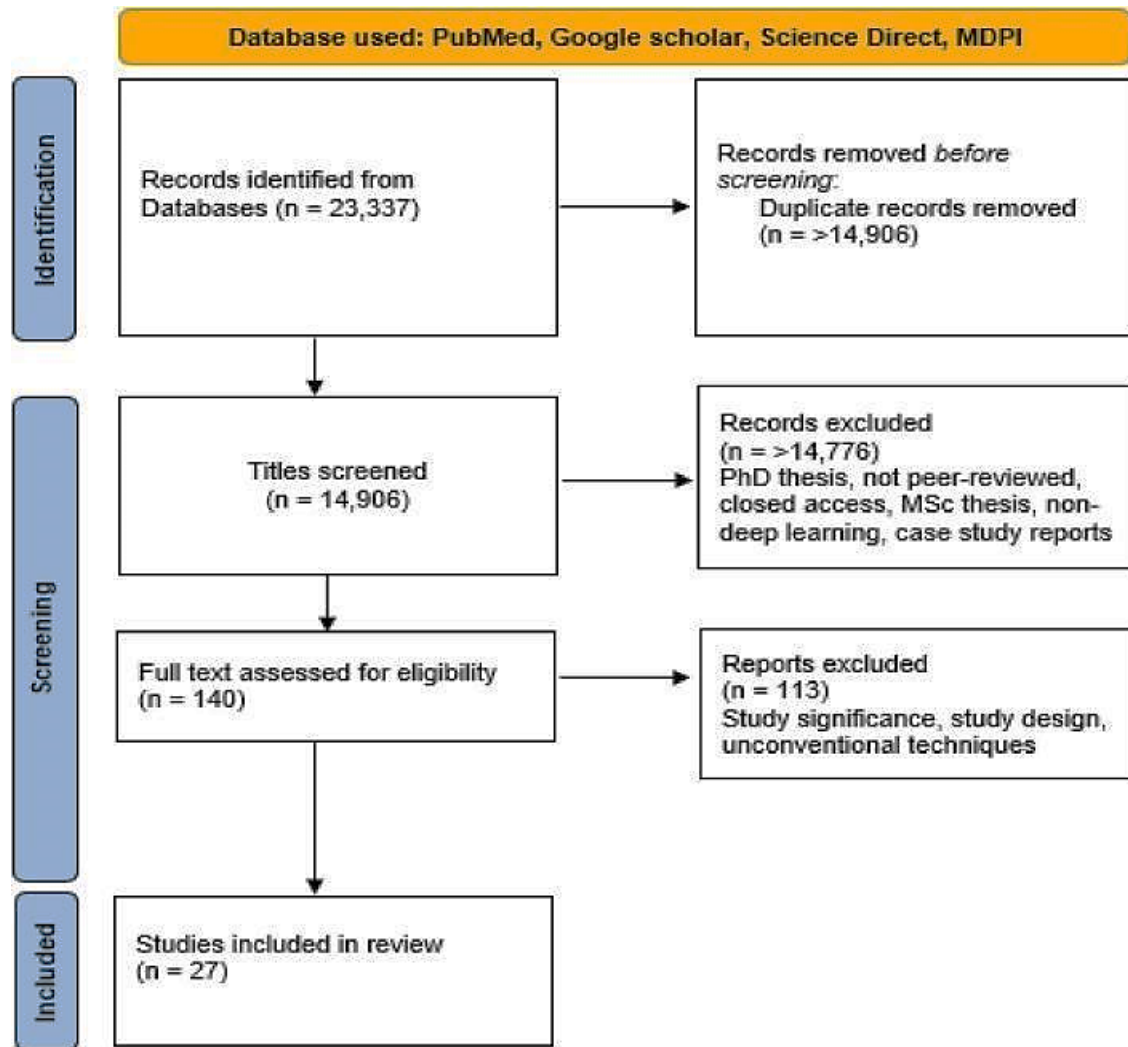 Database used: PubMed, Google scholar, Science Direct, MDPI
Identification
Records identified from
Databases (n = 23,337)
Records removed before
screening:
Duplicate records removed
(n = >14,906)
Screening
Titles screened
(n = 14,906)
Records excluded
(n = >14,776)
PhD thesis, not peer-reviewed,
closed access, MSc thesis, non-
deep learning, case study reports
Full text assessed for eligibility
(n = 140)
Reports excluded
(n = 113)
Study significance, study design,
unconventional techniques
Included
Studies included in review
(n = 27)